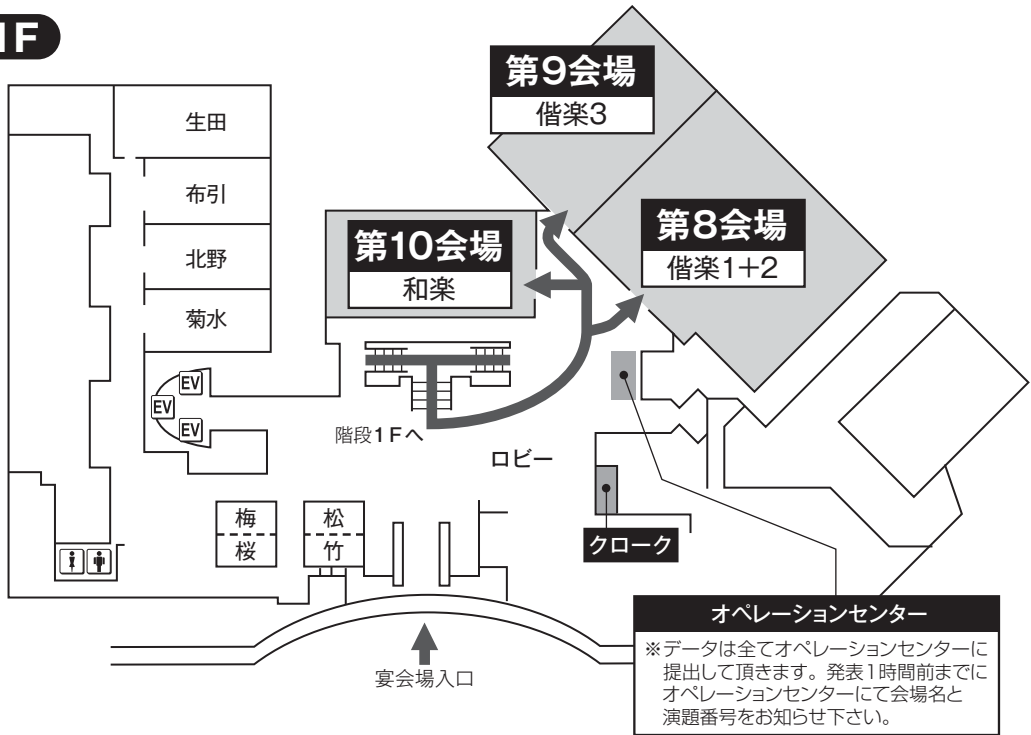 1F
第9会場
偕楽3
生田
布引
北野
菊水
第10会場
和楽
第8会場
偕楽1+2
EV
EV
EV
階段1Fへ
ロビー
梅
桜
松
竹
クローク
宴会場入口
オペレーションセンター
※データは全てオペレーションセンターに
提出して頂きます。発表1時間前までに
オペレーションセンターにて会場名と
演題番号をお知らせ下さい。